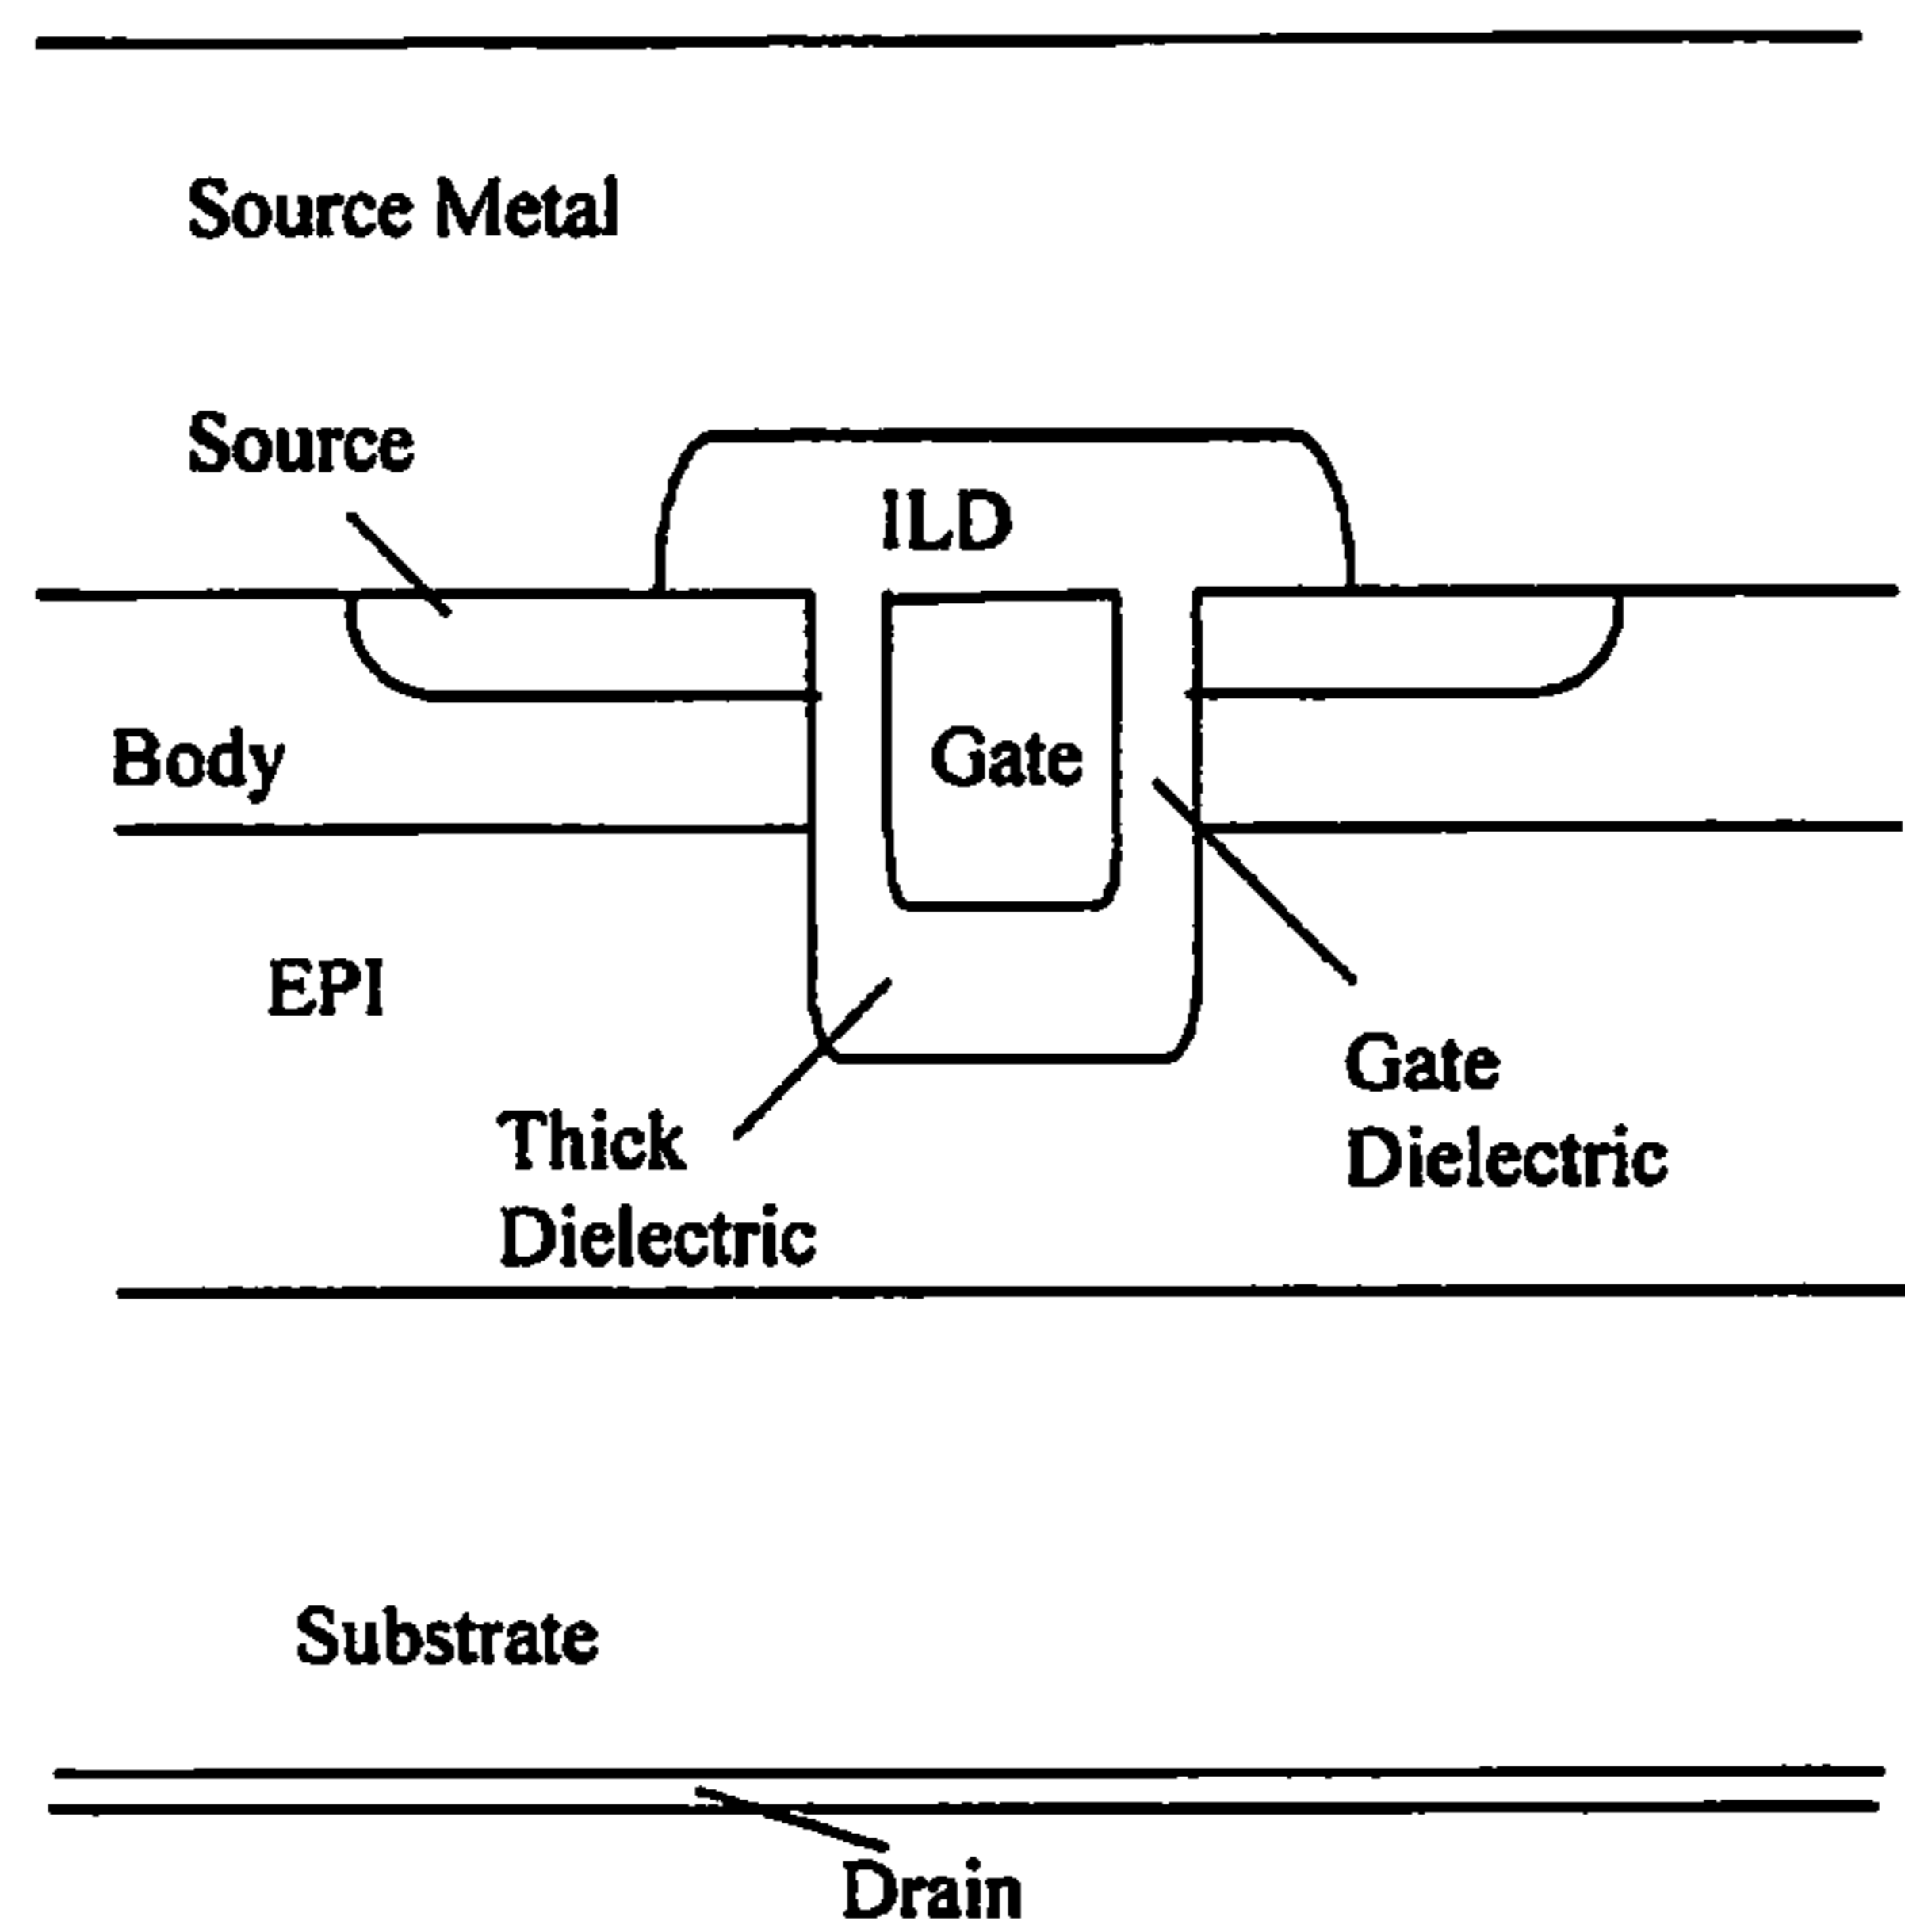 Source Metal
Source
ILD
Body
Gate
EPI
Gate
Dielectric
Thick
Dielectric
Substrate
Drain